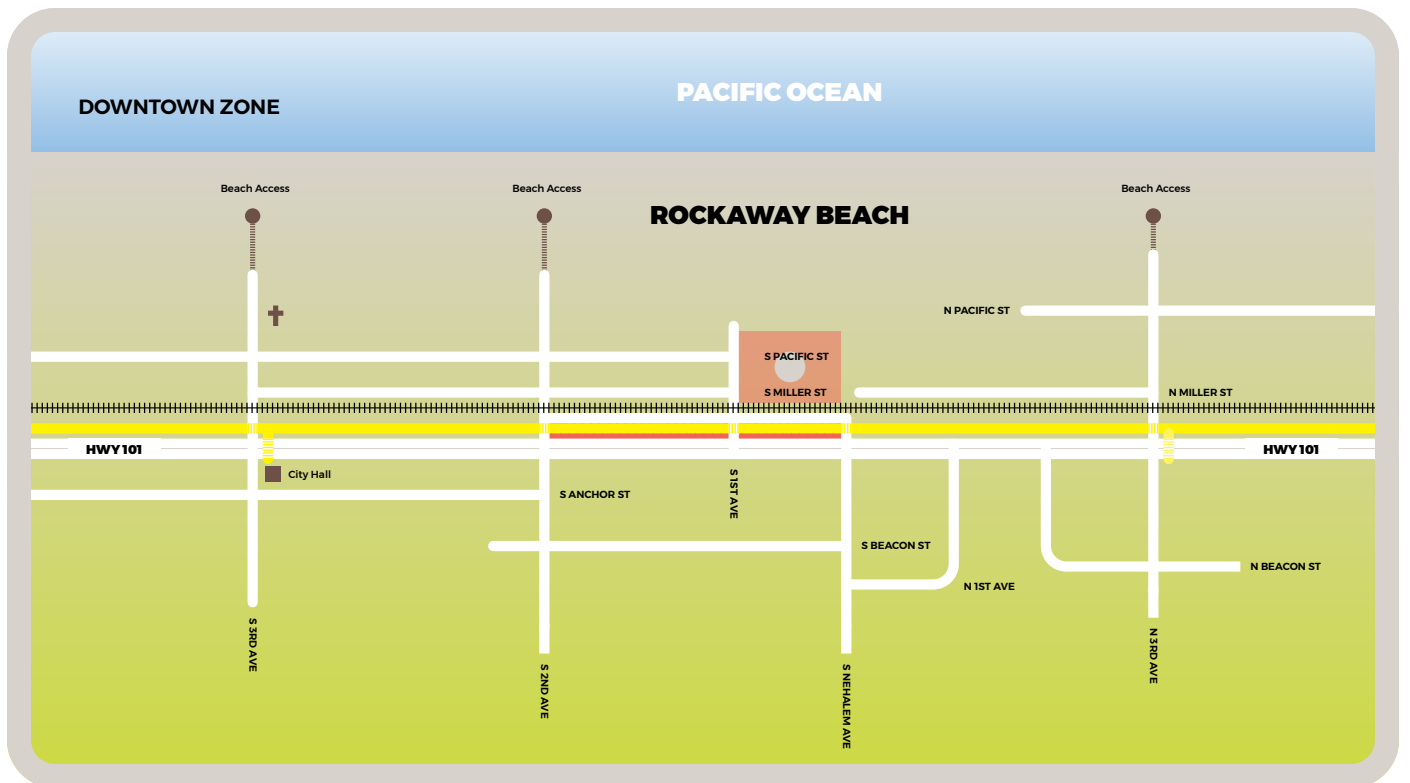 PACIFIC OCEAN
DOWNTOWN ZONE
Beach Access
Beach Access
Beach Access
ROCKAWAY BEACH
N PACIFIC ST
S PACIFIC ST
S MILLER ST
N MILLER ST
HWY 101
HWY 101
City Hall
S 1ST AVE
S ANCHOR ST
S BEACON ST
N BEACON ST
N 1ST AVE
S 3RD AVE
S 2ND AVE
S NEHALEM AVE
N 3RD AVE